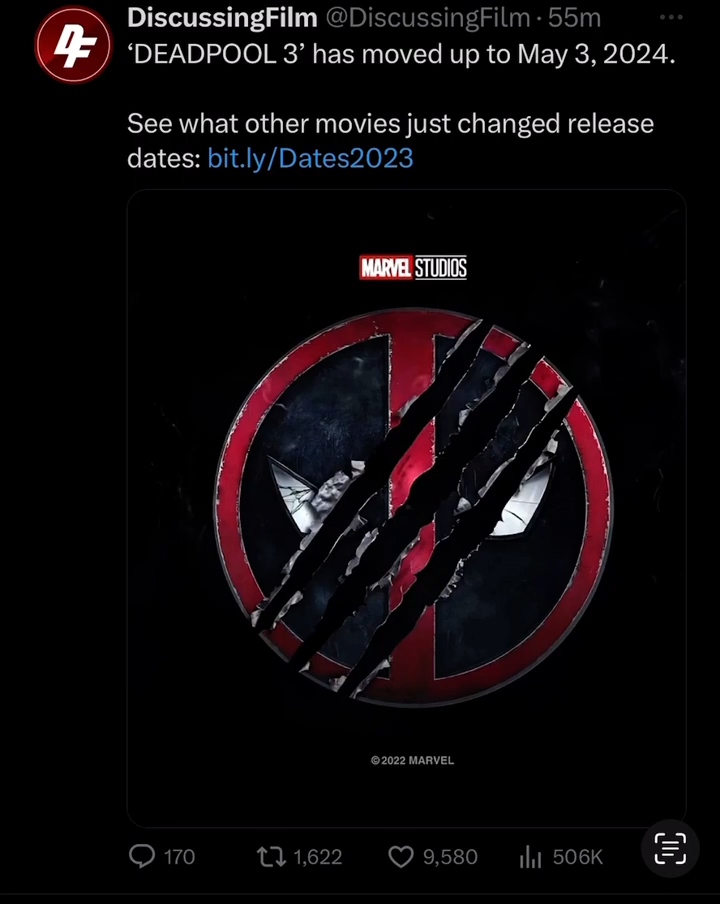 DiscussingFilm @DiscussingFilm · 55m
‘DEADPOOL 3’ has moved up to May 3, 2024.
See what other movies just changed release
dates: bit.ly/Dates2023
MARVEL STUDIOS
©2022 MARVEL
170 1,622 9,580 506K